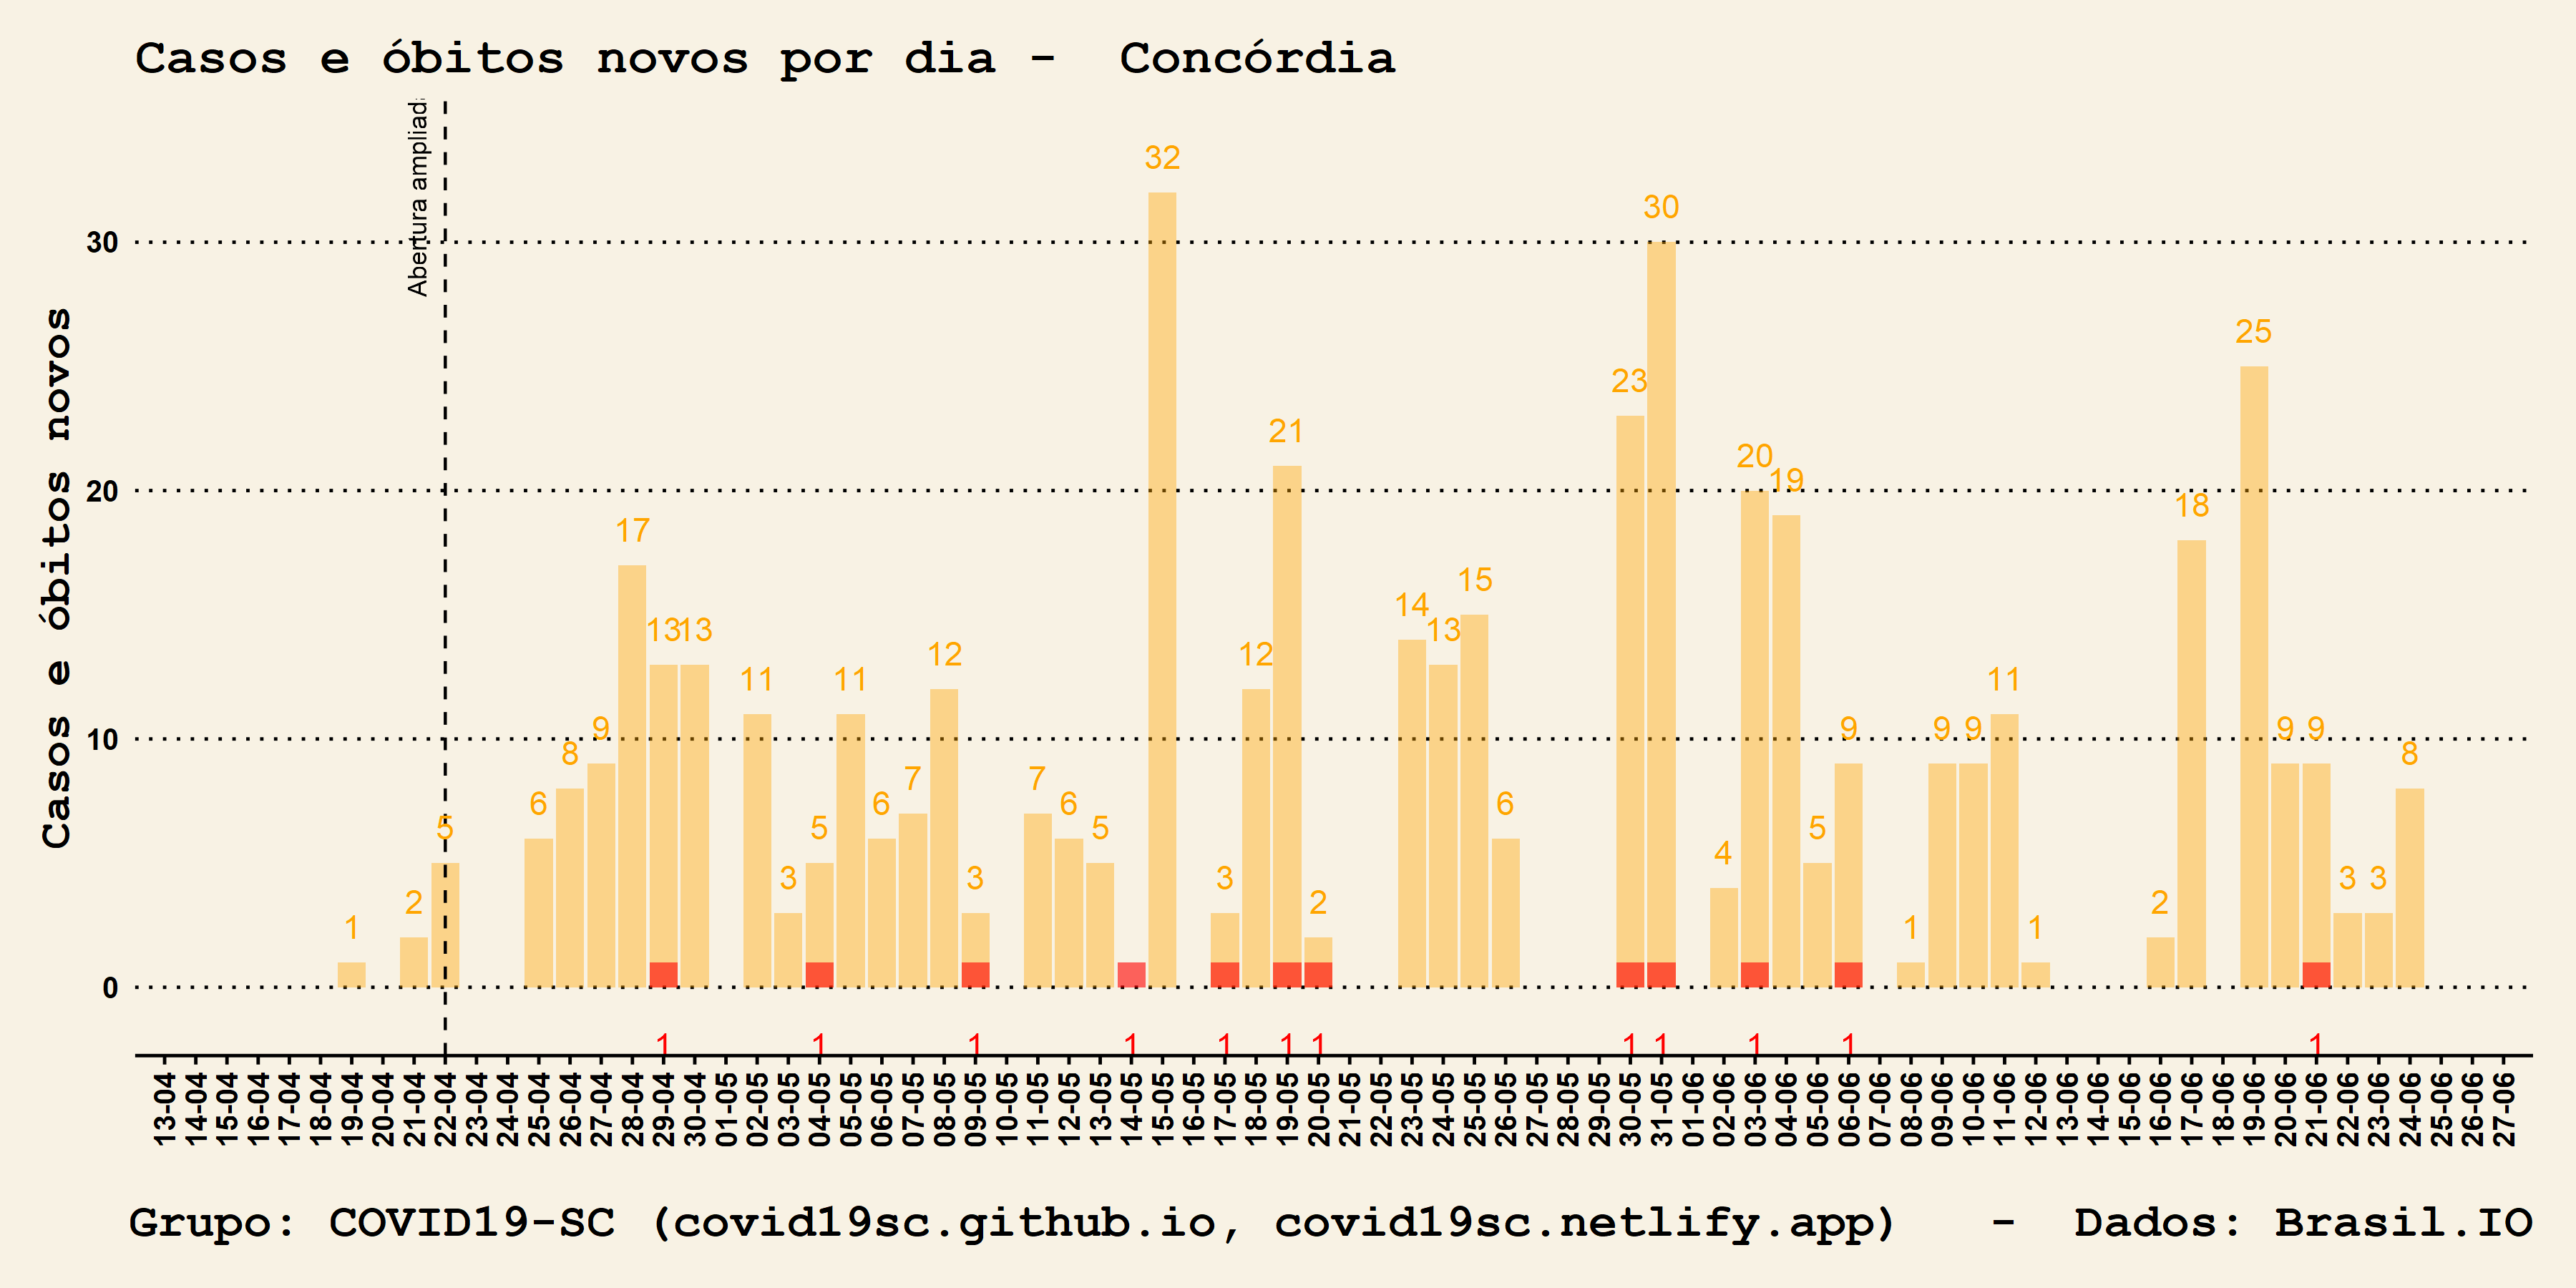 Casos e óbitos novos por dia -  Concórdia
Abertura ampliad
Casos e óbitos novos
30
20
10
0
1 2 5 6 8 9 17 13 13 11 3 5 11 6 7 12 3 7 6 5 32 3 12 21 2 14 13 15 6 23 30 4 20 19 5 9 1 9 9 11 1 2 18 25 9 9 3 3 8
1 1 1 1 1 1 1 1 1 1 1 1
13-04 14-04 15-04 16-04 17-04 18-04 19-04 20-04 21-04 22-04 23-04 24-04 25-04 26-04 27-04 28-04 29-04 30-04 01-05 02-05 03-05 04-05 05-05 06-05 07-05 08-05 09-05 10-05 11-05 12-05 13-05 14-05 15-05 16-05 17-05 18-05 19-05 20-05 21-05 22-05 23-05 24-05 25-05 26-05 27-05 28-05 29-05 30-05 31-05 01-06 02-06 03-06 04-06 05-06 06-06 07-06 08-06 09-06 10-06 11-06 12-06 13-06 14-06 15-06 16-06 17-06 18-06 19-06 20-06 21-06 22-06 23-06 24-06 25-06 26-06 27-06
Grupo: COVID19-SC (covid19sc.github.io, covid19sc.netlify.app)   -  Dados: Brasil.IO